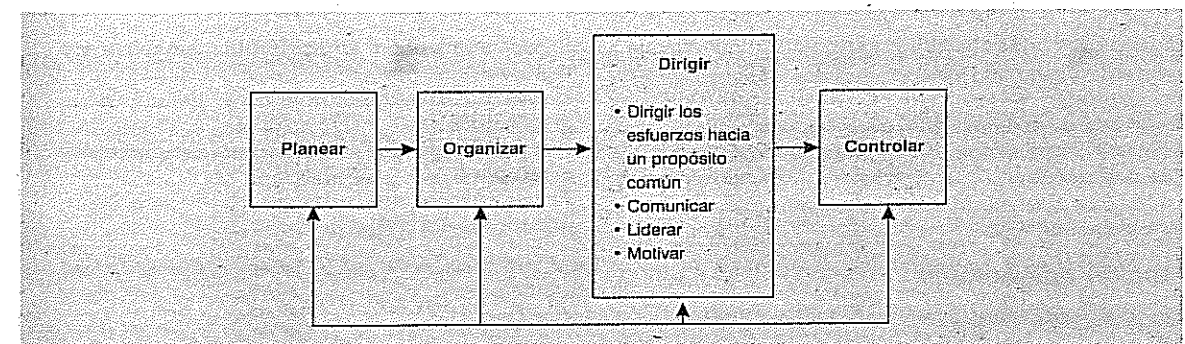 Planear
Organizar
Dirigir
• Dirigir los
esfuerzos hacia
un propósito
común
• Comunicar
• Liderar
• Motivar
Controlar